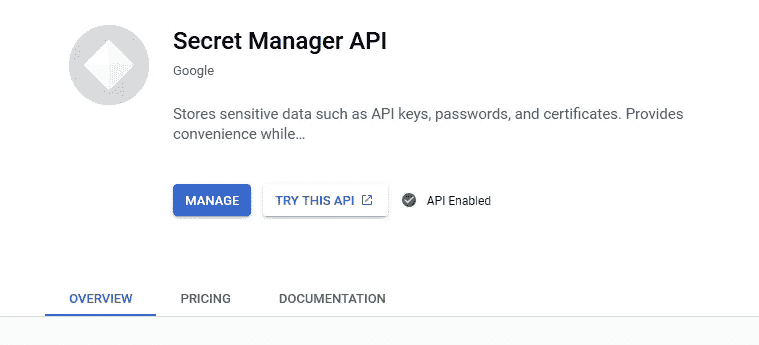 Secret Manager API
Google
Stores sensitive data such as API keys, passwords, and certificates. Provides
convenience while…
MANAGE
TRY THIS API
API Enabled
OVERVIEW
PRICING
DOCUMENTATION